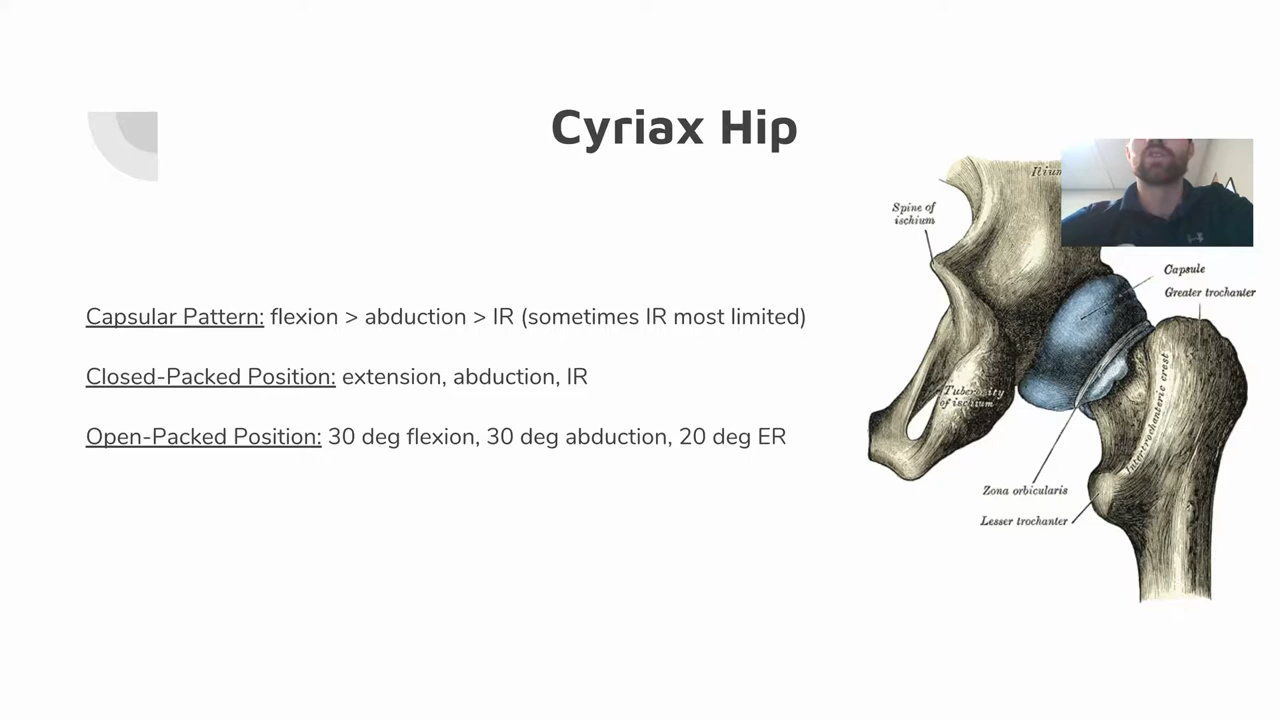 Cyriax Hip
Capsular Pattern: flexion > abduction > IR (sometimes IR most limited)
Closed-Packed Position: extension, abduction, IR
Open-Packed Position: 30 deg flexion, 30 deg abduction, 20 deg ER
Spine of
ischium
Capsule
Greater trochanter
Tuberosity
of ischium
Intertrochanteric crest
Zona orbicularis
Lesser trochanter